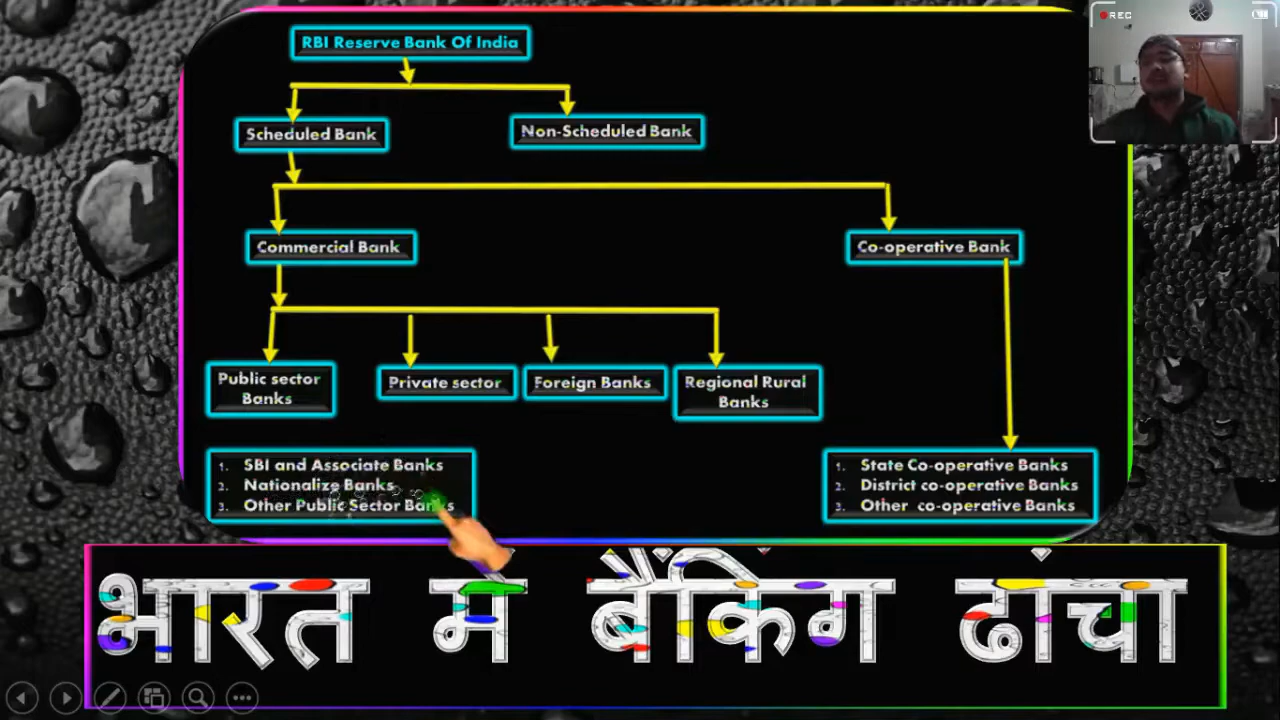 REC
RBI Reserve Bank Of India
Scheduled Bank
Non-Scheduled Bank
Commercial Bank
Co-operative Bank
Public sector
Banks
Private sector
Foreign Banks
Regional Rural
Banks
1. SBI and Associate Banks
2. Nationalize Banks
3. Other Public Sector Banks
1. State Co-operative Banks
2. District co-operative Banks
3. Other co-operative Banks
भारत में बैंकिंग ढांचा